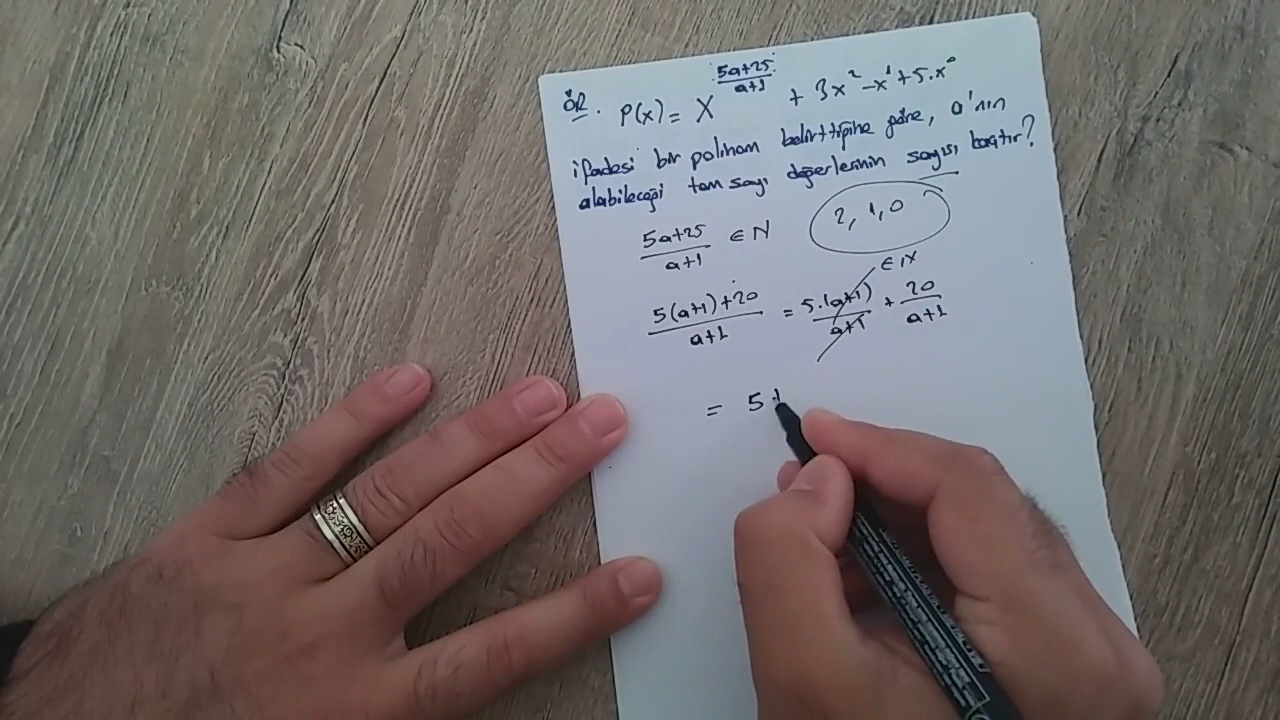 ÖR. P(x) = X^(5a+25)/(a+1) + 3x² - x¹ + 5.x⁰
ifadesi bir polinom belirttiğine göre, a'nın
alabileceği tam sayı değerlerinin sayısı kaçtır?
(5a+25)/(a+1) ∈ N 2, 1, 0
∈ N
(5(a+1)+20)/(a+1) = (5.(a+1))/(a+1) + 20/(a+1)
= 5 +